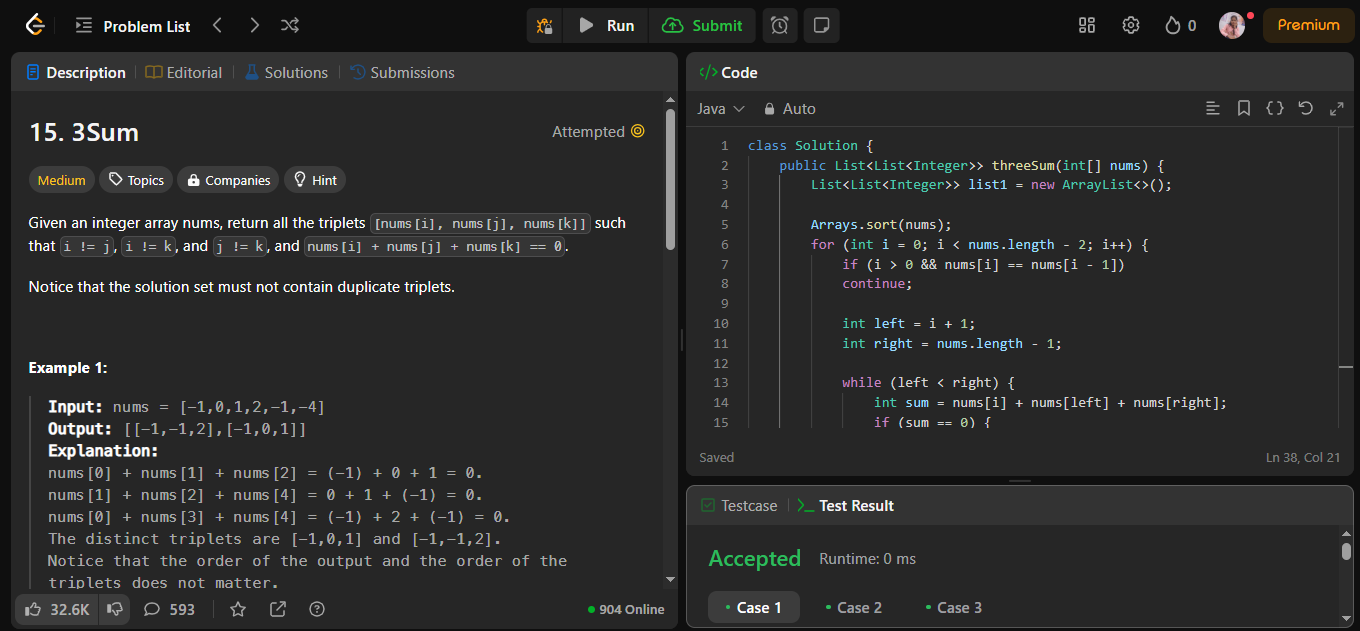 Problem List
Run
Submit
0
Premium
Description
Editorial
Solutions
Submissions
15. 3Sum
Attempted
Medium
Topics
Companies
Hint
Given an integer array nums, return all the triplets [nums[i], nums[j], nums[k]] such
that i != j, i != k, and j != k, and nums[i] + nums[j] + nums[k] == 0.
Notice that the solution set must not contain duplicate triplets.
Example 1:
Input: nums = [-1,0,1,2,-1,-4]
Output: [[-1,-1,2],[-1,0,1]]
Explanation:
nums[0] + nums[1] + nums[2] = (-1) + 0 + 1 = 0.
nums[1] + nums[2] + nums[4] = 0 + 1 + (-1) = 0.
nums[0] + nums[3] + nums[4] = (-1) + 2 + (-1) = 0.
The distinct triplets are [-1,0,1] and [-1,-1,2].
Notice that the order of the output and the order of the
triplets does not matter.
32.6K
593
904 Online
</> Code
Java
Auto
1 class Solution {
2 public List<List<Integer>> threeSum(int[] nums) {
3 List<List<Integer>> list1 = new ArrayList<>();
4
5 Arrays.sort(nums);
6 for (int i = 0; i < nums.length - 2; i++) {
7 if (i > 0 && nums[i] == nums[i - 1])
8 continue;
9
10 int left = i + 1;
11 int right = nums.length - 1;
12
13 while (left < right) {
14 int sum = nums[i] + nums[left] + nums[right];
15 if (sum == 0) {
Saved
Ln 38, Col 21
Testcase
Test Result
Accepted
Runtime: 0 ms
Case 1
Case 2
Case 3